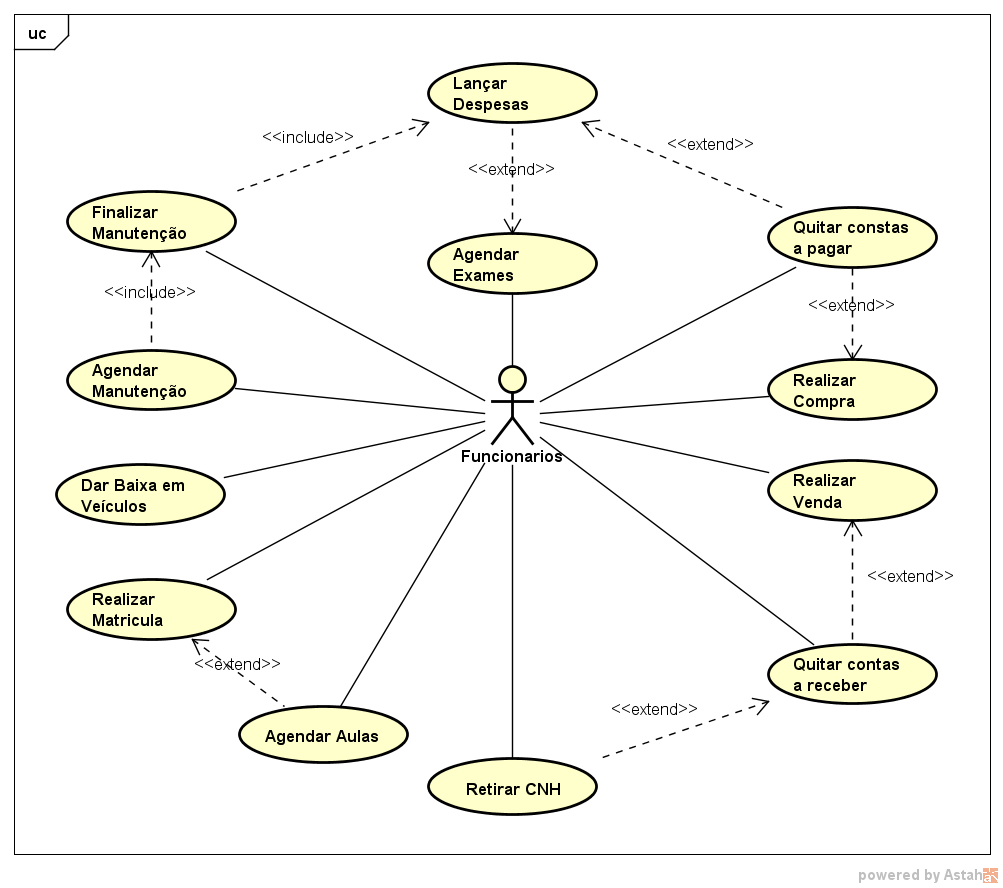 uc
Lançar
Despesas
<<include>>
<<extend>>
<<extend>>
Finalizar
Manutenção
Agendar
Exames
Quitar constas
a pagar
<<include>>
<<extend>>
Agendar
Manutenção
Realizar
Compra
Funcionarios
Dar Baixa em
Veículos
Realizar
Venda
<<extend>>
Realizar
Matricula
<<extend>>
Quitar contas
a receber
<<extend>>
Agendar Aulas
Retirar CNH
powered by Astah